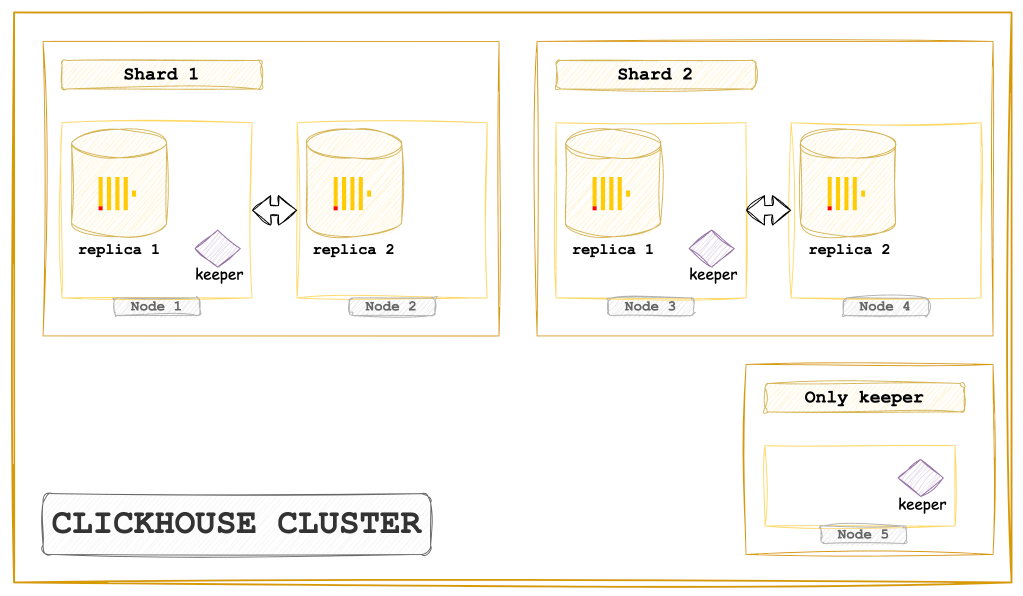 Shard 1
replica 1
keeper
Node 1
replica 2
Node 2
Shard 2
replica 1
keeper
Node 3
replica 2
Node 4
Only keeper
keeper
Node 5
CLICKHOUSE CLUSTER